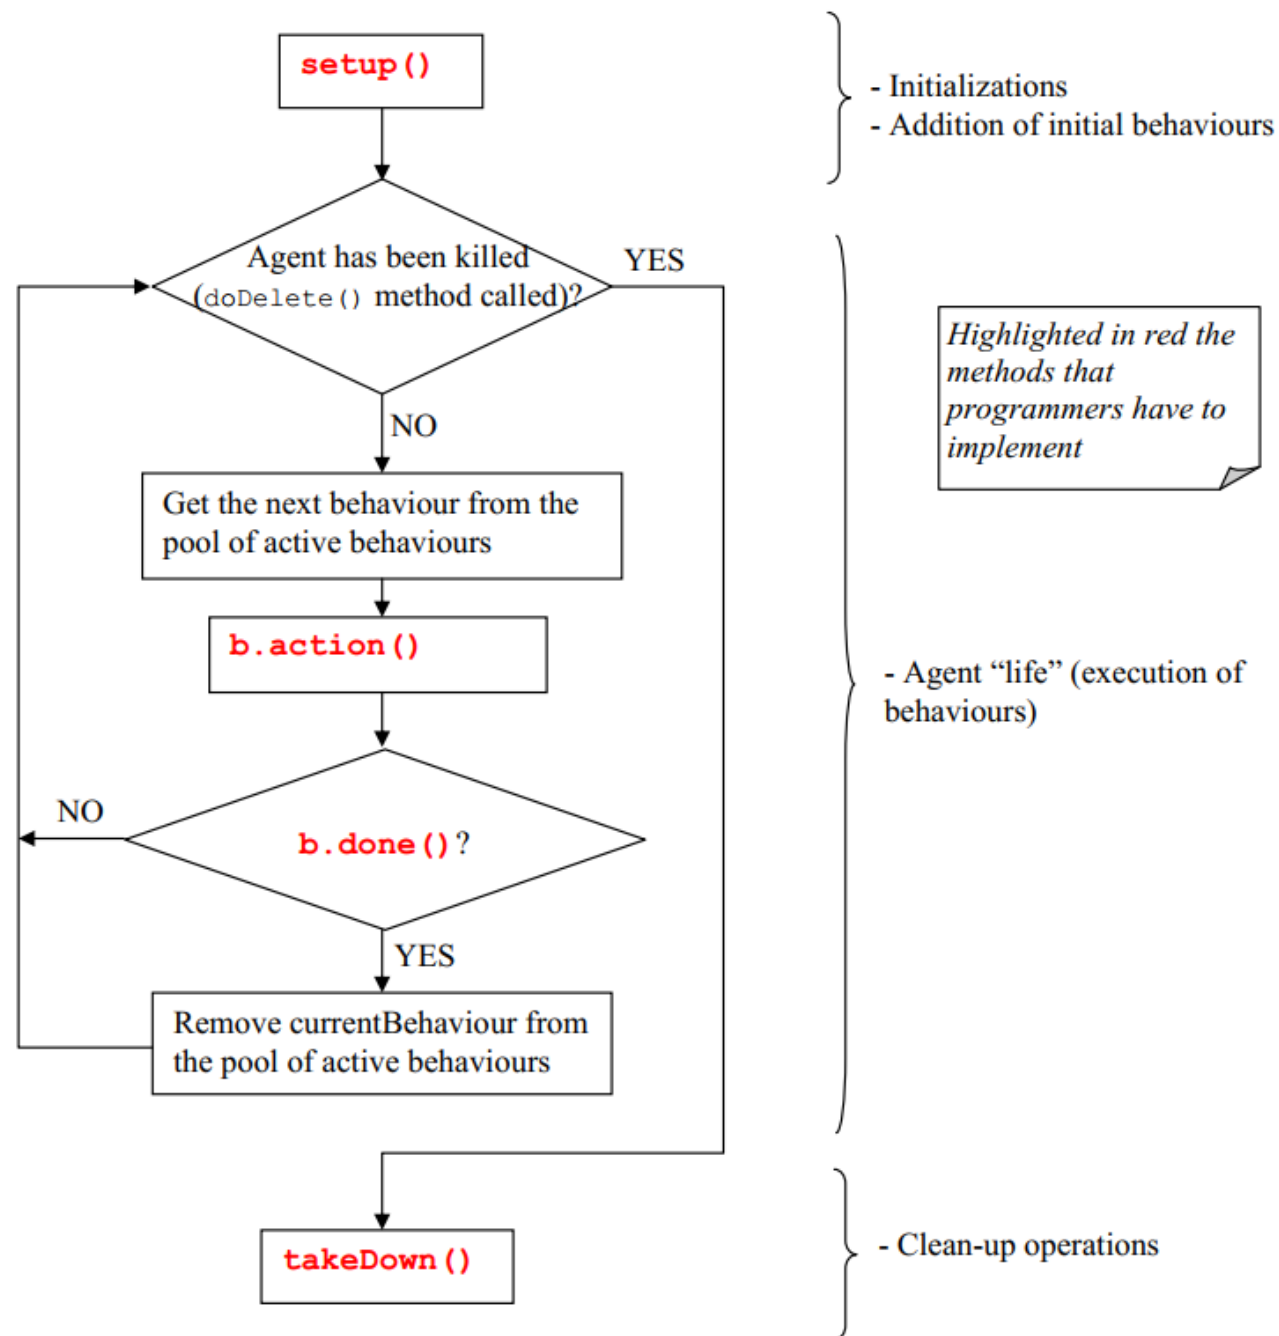 setup()
- Initializations
- Addition of initial behaviours
Agent has been killed
(doDelete() method called)?
YES
Highlighted in red the
methods that
programmers have to
implement
NO
Get the next behaviour from the
pool of active behaviours
b.action()
- Agent “life” (execution of
behaviours)
NO
b.done()?
YES
Remove currentBehaviour from
the pool of active behaviours
takeDown()
- Clean-up operations